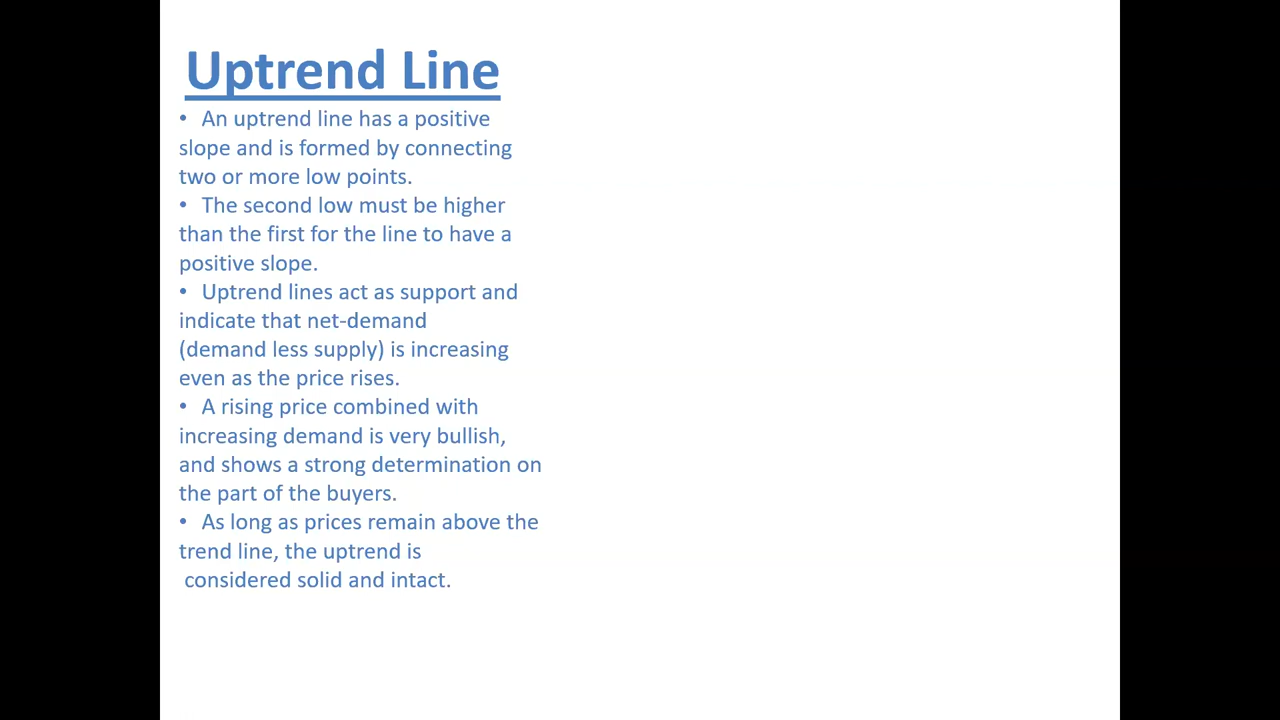 Uptrend Line
• An uptrend line has a positive
slope and is formed by connecting
two or more low points.
• The second low must be higher
than the first for the line to have a
positive slope.
• Uptrend lines act as support and
indicate that net-demand
(demand less supply) is increasing
even as the price rises.
• A rising price combined with
increasing demand is very bullish,
and shows a strong determination on
the part of the buyers.
• As long as prices remain above the
trend line, the uptrend is
considered solid and intact.